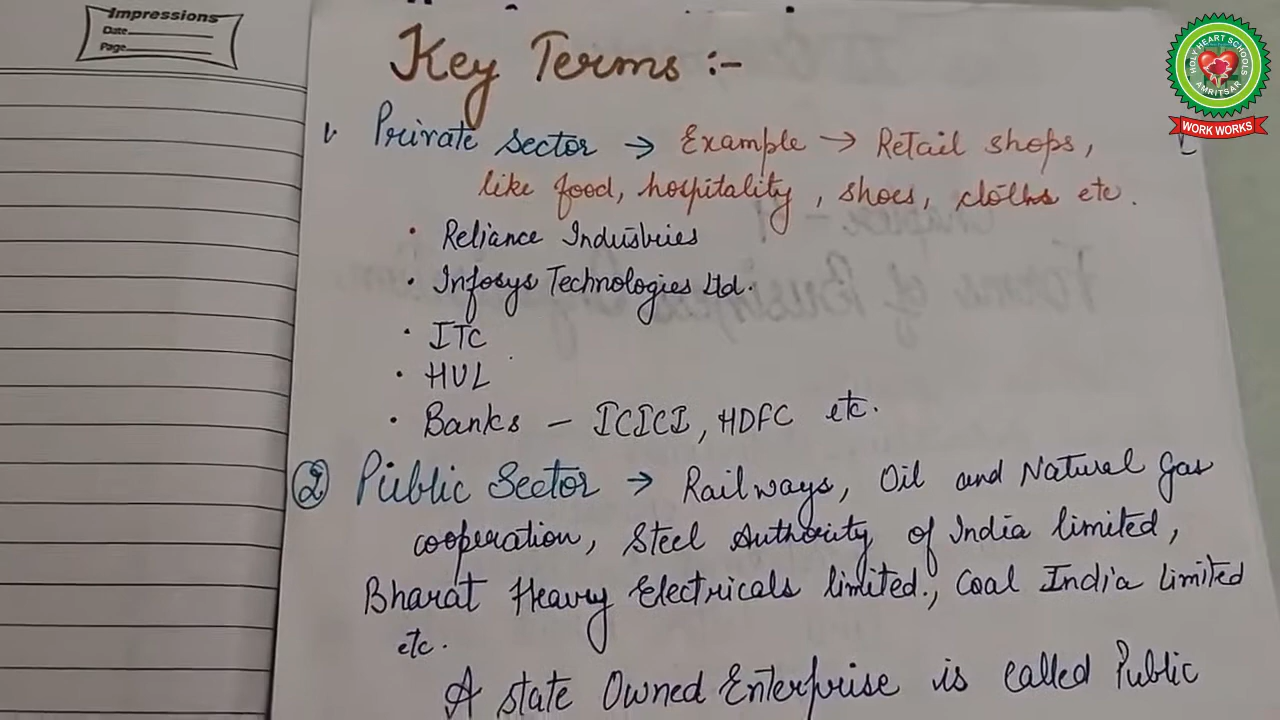 Impressions
Date
Page
Key Terms :-
1. Private Sector → Example → Retail shops,
like food, hospitality, shoes, cloths etc.
• Reliance Industries
• Infosys Technologies Ltd.
• ITC
• HUL
• Banks - ICICI, HDFC etc.
② Public Sector → Railways, Oil and Natural Gas
cooperation, Steel Authority of India limited,
Bharat Heavy Electricals limited., Coal India Limited
etc.
A state Owned Enterprise is called Public
HOLY HEART SCHOOLS
AMRITSAR
WORK WORKS